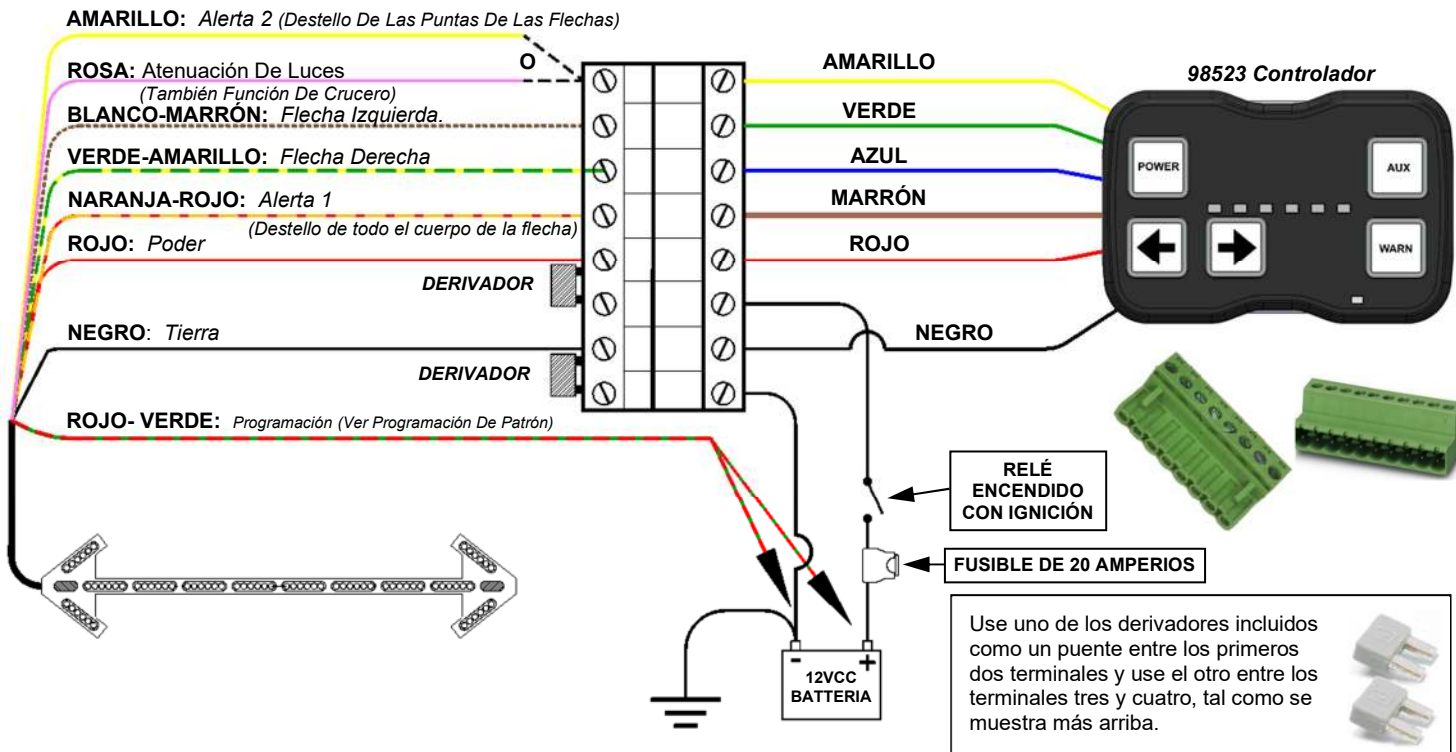 AMARILLO: Alerta 2 (Destello De Las Puntas De Las Flechas)
O
ROSA: Atenuación De Luces
(También Función De Crucero)
BLANCO-MARRÓN: Flecha Izquierda.
VERDE-AMARILLO: Flecha Derecha
NARANJA-ROJO: Alerta 1
(Destello de todo el cuerpo de la flecha)
ROJO: Poder
DERIVADOR
NEGRO: Tierra
DERIVADOR
ROJO- VERDE: Programación (Ver Programación De Patrón)
AMARILLO
VERDE
AZUL
MARRÓN
ROJO
NEGRO
98523 Controlador
POWER
AUX
WARN
RELÉ
ENCENDIDO
CON IGNICIÓN
FUSIBLE DE 20 AMPERIOS
- +
12VCC
BATTERIA
Use uno de los derivadores incluidos
como un puente entre los primeros
dos terminales y use el otro entre los
terminales tres y cuatro, tal como se
muestra más arriba.